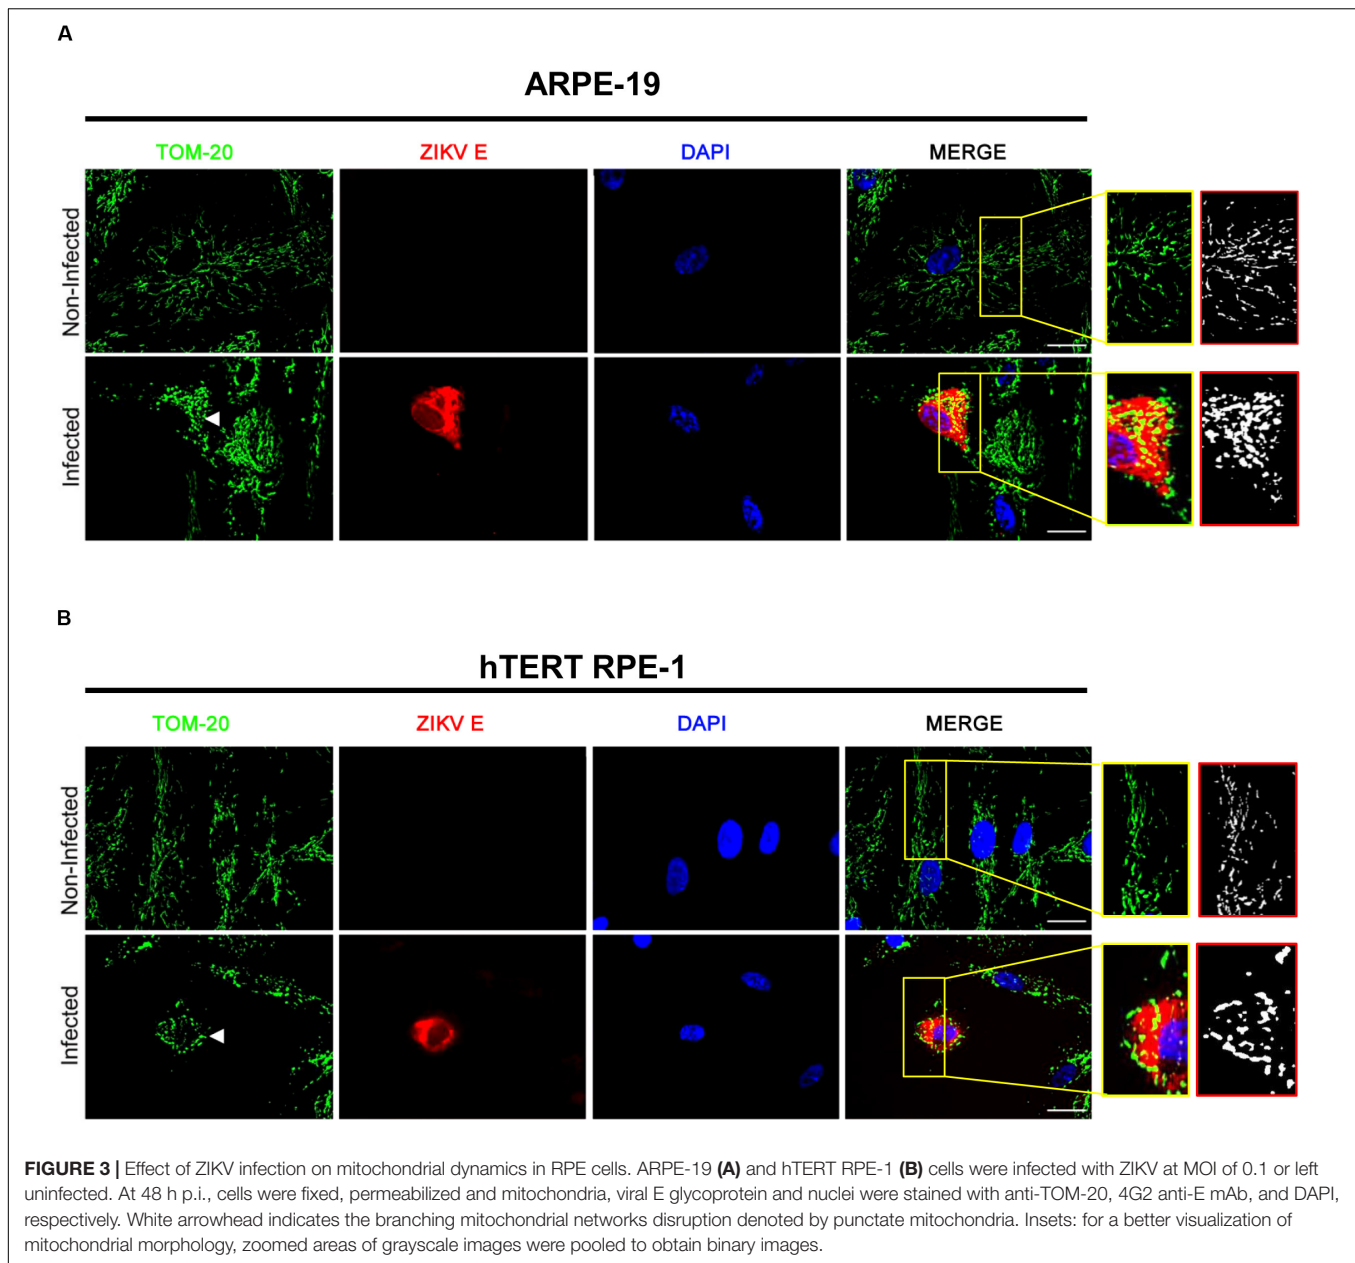 A
ARPE-19
TOM-20 ZIKV E DAPI MERGE
Non-Infected
Infected
B
hTERT RPE-1
TOM-20 ZIKV E DAPI MERGE
Non-Infected
Infected
FIGURE 3 | Effect of ZIKV infection on mitochondrial dynamics in RPE cells. ARPE-19 (A) and hTERT RPE-1 (B) cells were infected with ZIKV at MOI of 0.1 or left
uninfected. At 48 h p.i., cells were fixed, permeabilized and mitochondria, viral E glycoprotein and nuclei were stained with anti-TOM-20, 4G2 anti-E mAb, and DAPI,
respectively. White arrowhead indicates the branching mitochondrial networks disruption denoted by punctate mitochondria. Insets: for a better visualization of
mitochondrial morphology, zoomed areas of grayscale images were pooled to obtain binary images.